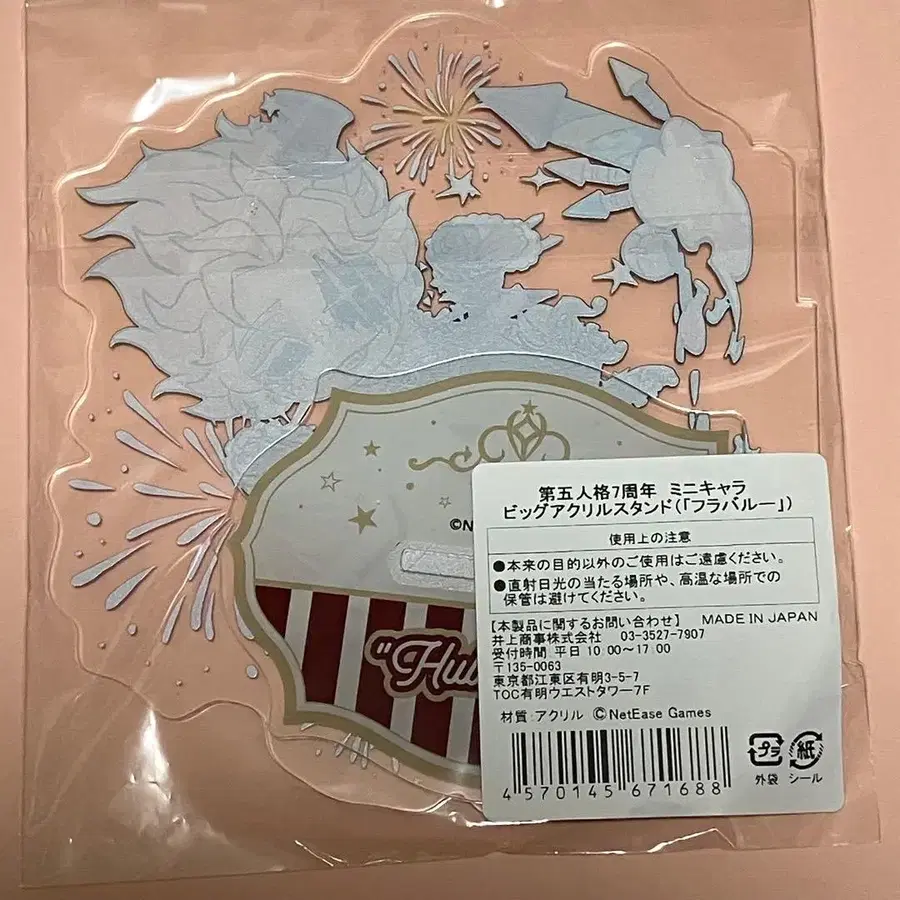 ©N
"Hu
第五人格7周年 ミニキャラ
ビッグアクリルスタンド(「フラバルー」)
使用上の注意
●本来の目的以外のご使用はご遠慮ください。
●直射日光の当たる場所や、高温な場所での
保管は避けてください。
【本製品に関するお問い合わせ】 MADE IN JAPAN
井上商事株式会社 03-3527-7907
受付時間 平日10:00~17:00
〒135-0063
東京都江東区有明3-5-7
TOC有明ウエストタワー7F
材質:アクリル ©NetEase Games
4 570145 671688
プラ 紙
外袋 シール